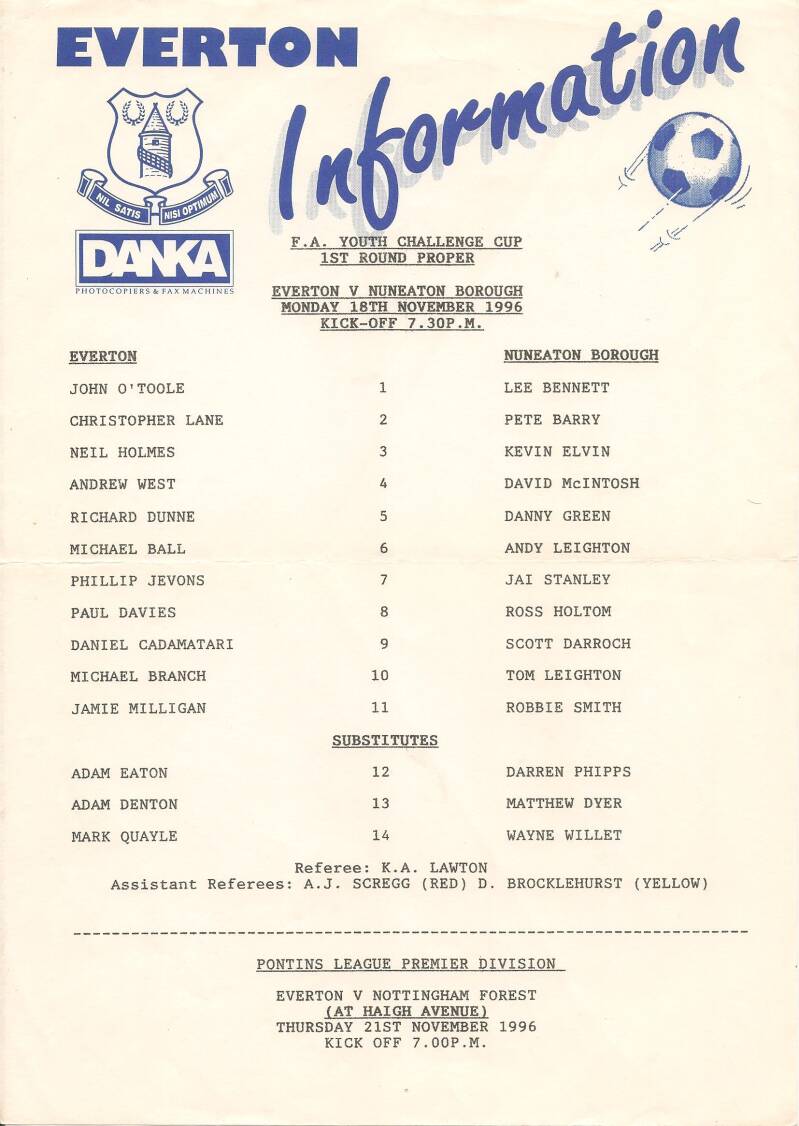 EVERTON
Information
NIL SATIS NISI OPTIMUM
DANKA
PHOTOCOPIERS & FAX MACHINES
F.A. YOUTH CHALLENGE CUP
1ST ROUND PROPER
EVERTON V NUNEATON BOROUGH
MONDAY 18TH NOVEMBER 1996
KICK-OFF 7.30P.M.
EVERTON NUNEATON BOROUGH
JOHN O'TOOLE 1 LEE BENNETT
CHRISTOPHER LANE 2 PETE BARRY
NEIL HOLMES 3 KEVIN ELVIN
ANDREW WEST 4 DAVID McINTOSH
RICHARD DUNNE 5 DANNY GREEN
MICHAEL BALL 6 ANDY LEIGHTON
PHILLIP JEVONS 7 JAI STANLEY
PAUL DAVIES 8 ROSS HOLTOM
DANIEL CADAMATARI 9 SCOTT DARROCH
MICHAEL BRANCH 10 TOM LEIGHTON
JAMIE MILLIGAN 11 ROBBIE SMITH
SUBSTITUTES
ADAM EATON 12 DARREN PHIPPS
ADAM DENTON 13 MATTHEW DYER
MARK QUAYLE 14 WAYNE WILLET
Referee: K.A. LAWTON
Assistant Referees: A.J. SCREGG (RED) D. BROCKLEHURST (YELLOW)
PONTINS LEAGUE PREMIER DIVISION
EVERTON V NOTTINGHAM FOREST
(AT HAIGH AVENUE)
THURSDAY 21ST NOVEMBER 1996
KICK OFF 7.00P.M.